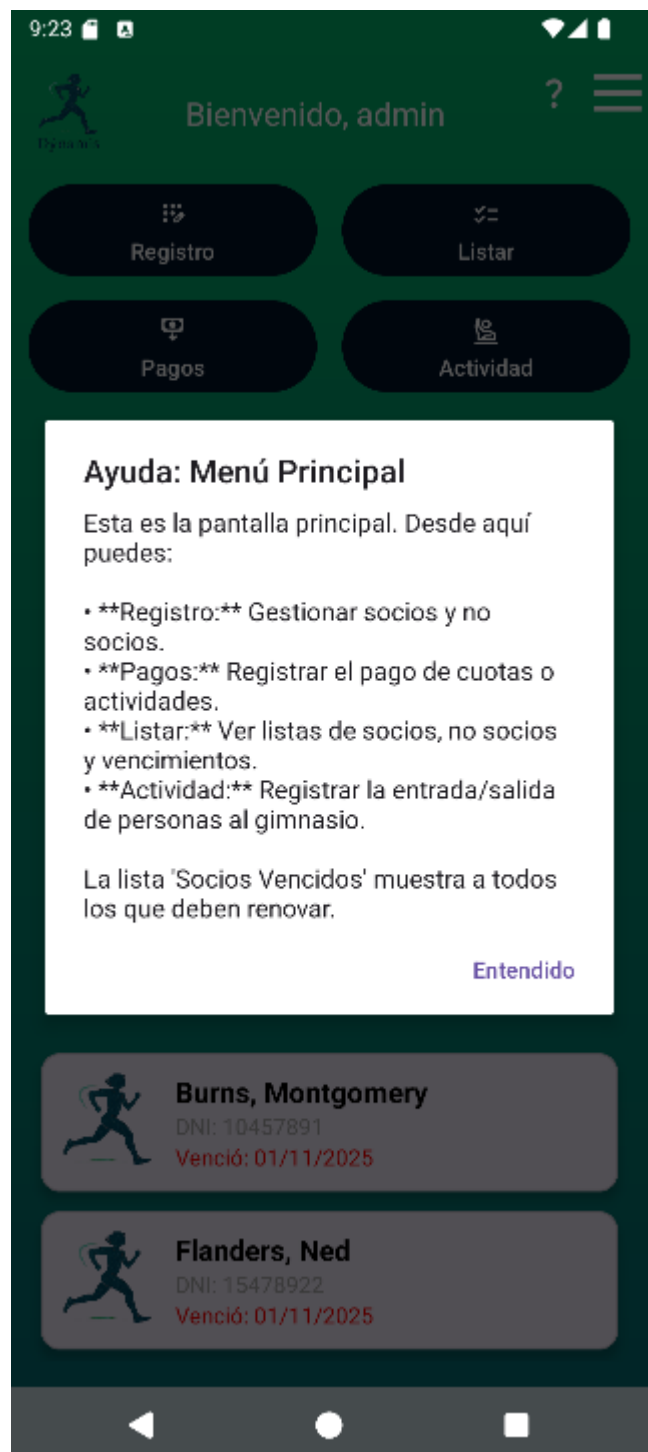 9:23
Bienvenido, admin
?
Dýnamis
Registro
Listar
Pagos
Actividad
Ayuda: Menú Principal
Esta es la pantalla principal. Desde aquí
puedes:
• **Registro:** Gestionar socios y no
socios.
• **Pagos:** Registrar el pago de cuotas o
actividades.
• **Listar:** Ver listas de socios, no socios
y vencimientos.
• **Actividad:** Registrar la entrada/salida
de personas al gimnasio.
La lista 'Socios Vencidos' muestra a todos
los que deben renovar.
Entendido
Burns, Montgomery
DNI: 10457891
Venció: 01/11/2025
Flanders, Ned
DNI: 15478922
Venció: 01/11/2025